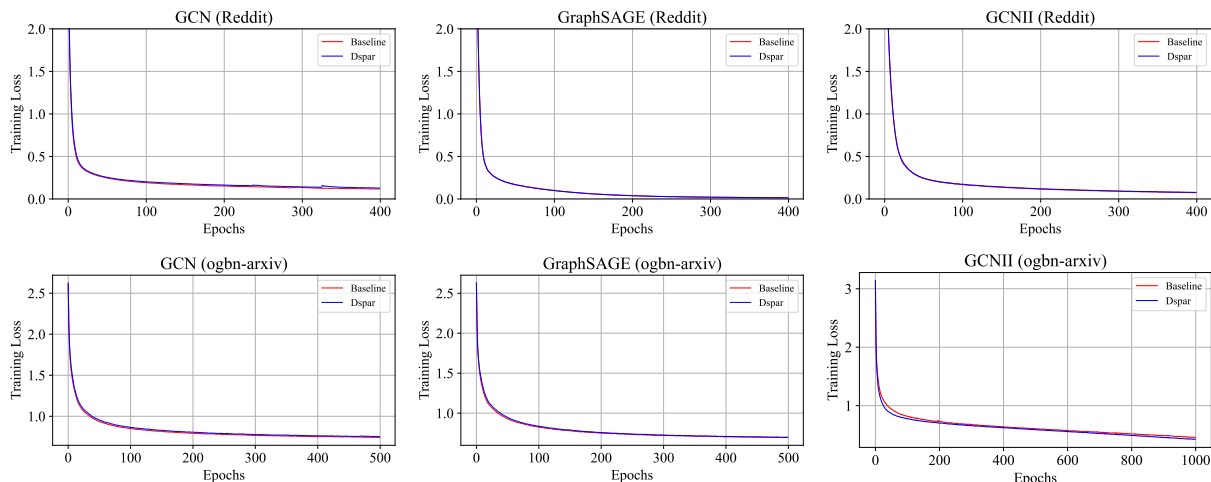 GCN (Reddit)
2.0
1.5
1.0
0.5
0.0
Training Loss
0
100
200
300
400
Epochs
Baseline
Dspar
GraphSAGE (Reddit)
2.0
1.5
1.0
0.5
0.0
Training Loss
0
100
200
300
400
Epochs
Baseline
Dspar
GCNII (Reddit)
2.0
1.5
1.0
0.5
0.0
Training Loss
0
100
200
300
400
Epochs
Baseline
Dspar
GCN (ogbn-arxiv)
2.5
2.0
1.5
1.0
Training Loss
0
100
200
300
400
500
Epochs
Baseline
Dspar
GraphSAGE (ogbn-arxiv)
2.5
2.0
1.5
1.0
Training Loss
0
100
200
300
400
500
Epochs
Baseline
Dspar
GCNII (ogbn-arxiv)
3
2
1
Training Loss
0
200
400
600
800
1000
Epochs
Baseline
Dspar